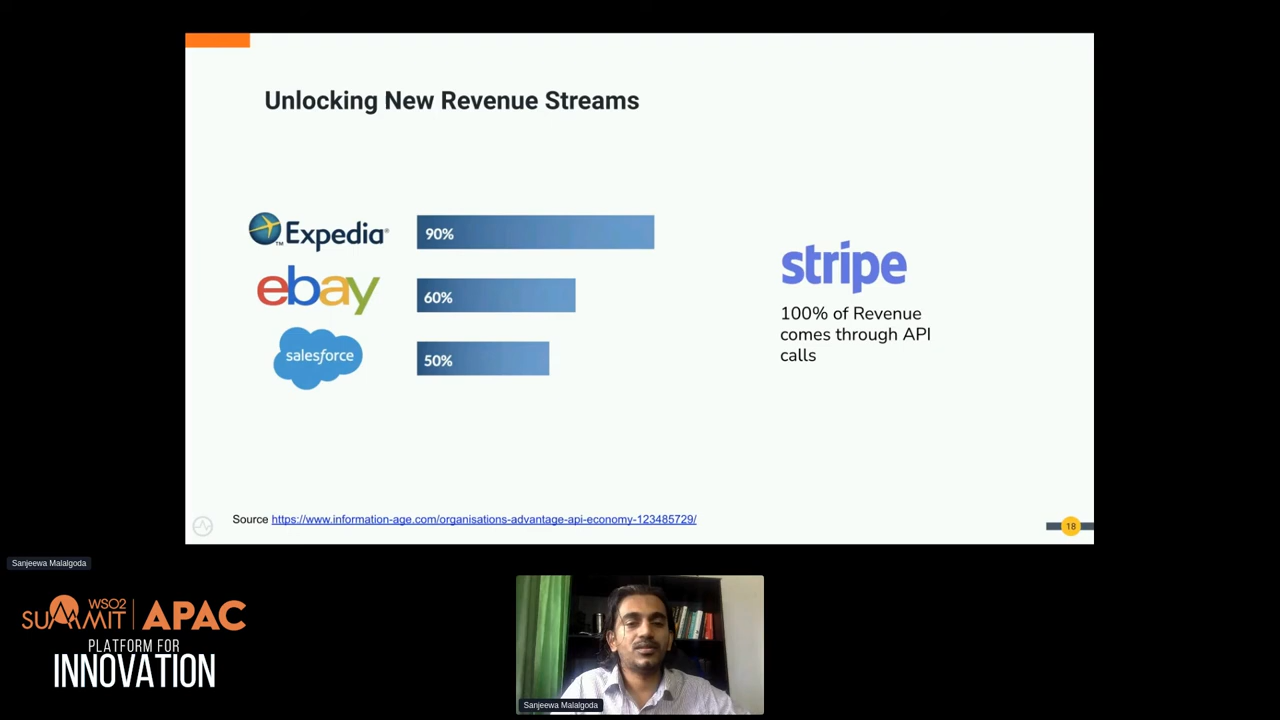 Unlocking New Revenue Streams
Expedia®
™
90%
ebay
60%
salesforce
50%
stripe
100% of Revenue
comes through API
calls
Source https://www.information-age.com/organisations-advantage-api-economy-123485729/
18
Sanjeewa Malalgoda
WSO2
SUMMIT APAC
PLATFORM FOR
INNOVATION
Sanjeewa Malalgoda